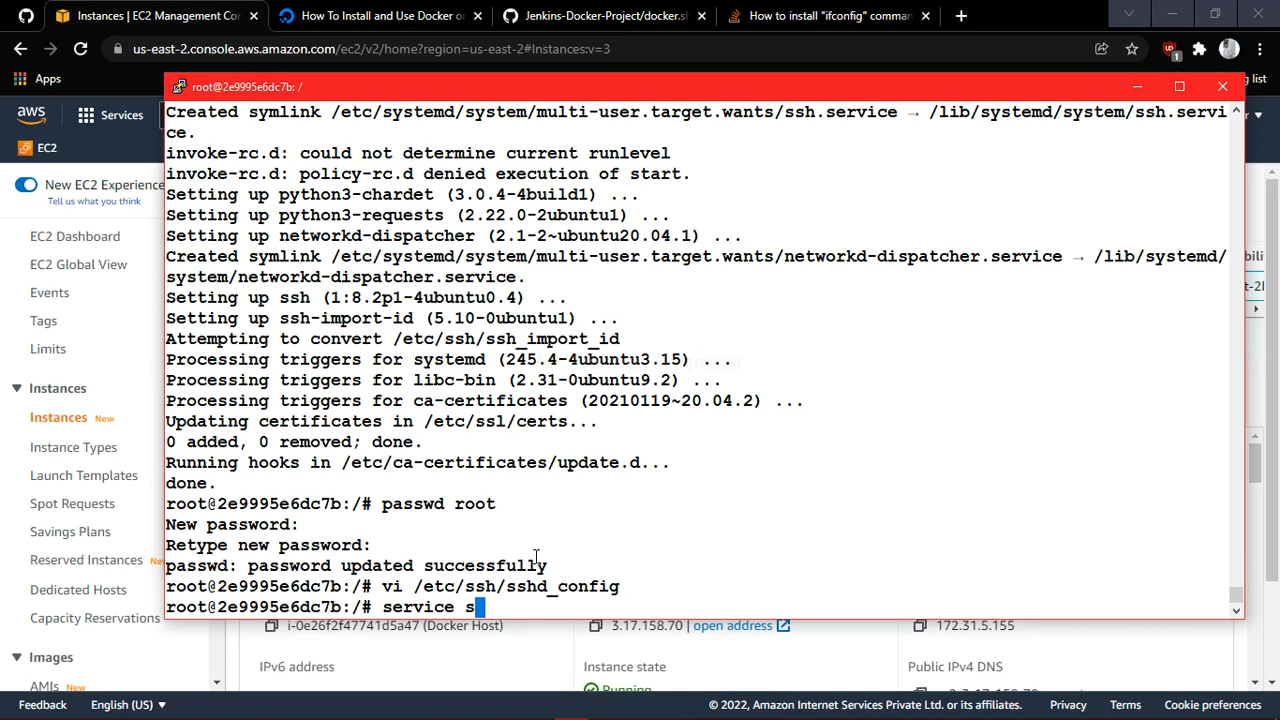 Instances | EC2 Management Co
How To Install and Use Docker o
Jenkins-Docker-Project/docker.s
How to install "ifconfig" comman
us-east-2.console.aws.amazon.com/ec2/v2/home?region=us-east-2#Instances:v=3
1
Apps
ng list
root@2e9995e6dc7b: /
aws
Services
EC2
New EC2 Experience
Tell us what you think
EC2 Dashboard
EC2 Global View
Events
Tags
Limits
Instances
Instances New
Instance Types
Launch Templates
Spot Requests
Savings Plans
Reserved Instances Ne
Dedicated Hosts
Capacity Reservations
Images
AMIs New
Created symlink /etc/systemd/system/multi-user.target.wants/ssh.service → /lib/systemd/system/ssh.servi
ce.
invoke-rc.d: could not determine current runlevel
invoke-rc.d: policy-rc.d denied execution of start.
Setting up python3-chardet (3.0.4-4build1) ...
Setting up python3-requests (2.22.0-2ubuntu1) ...
Setting up networkd-dispatcher (2.1-2~ubuntu20.04.1) ...
Created symlink /etc/systemd/system/multi-user.target.wants/networkd-dispatcher.service → /lib/systemd/
system/networkd-dispatcher.service.
Setting up ssh (1:8.2p1-4ubuntu0.4) ...
Setting up ssh-import-id (5.10-0ubuntu1) ...
Attempting to convert /etc/ssh/ssh_import_id
Processing triggers for systemd (245.4-4ubuntu3.15) ...
Processing triggers for libc-bin (2.31-0ubuntu9.2) ...
Processing triggers for ca-certificates (20210119~20.04.2) ...
Updating certificates in /etc/ssl/certs...
0 added, 0 removed; done.
Running hooks in /etc/ca-certificates/update.d...
done.
root@2e9995e6dc7b:/# passwd root
New password:
Retype new password:
passwd: password updated successfully
root@2e9995e6dc7b:/# vi /etc/ssh/sshd_config
root@2e9995e6dc7b:/# service s
bili
t-2
i-0e26f2f47741d5a47 (Docker Host)
3.17.158.70 | open address
172.31.5.155
IPv6 address
Instance state
Public IPv4 DNS
Running
Feedback
English (US)
© 2022, Amazon Internet Services Private Ltd. or its affiliates.
Privacy
Terms
Cookie preferences